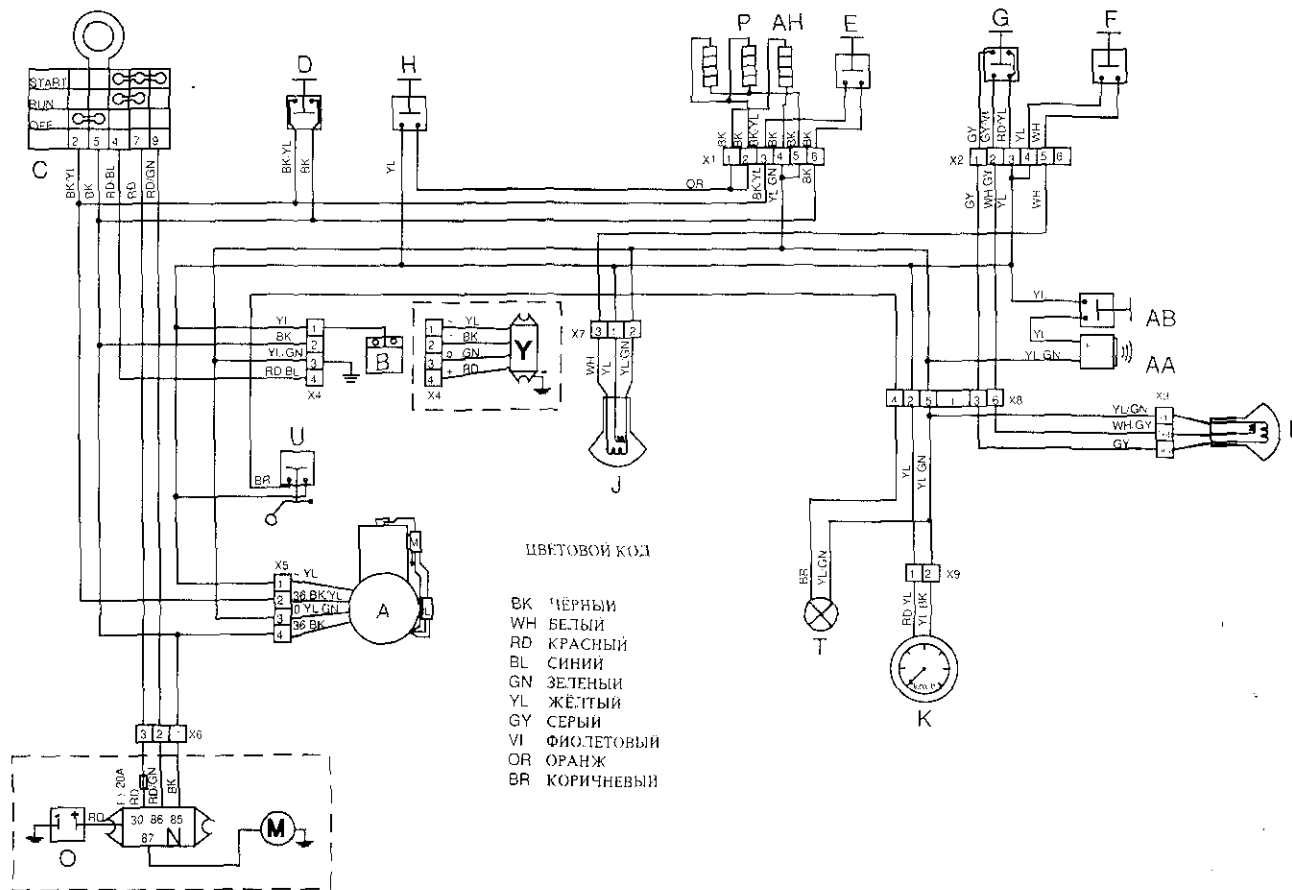 P AH E G F
D H
START
RUN
OFF
2 5 4 7 9
C
BK-YL
BK
RD-BL
RD
RD/GN
BK-YL
BK
YL
OR
BK
BK
BK-YL
BK
BK
BK
X1 1 2 3 4 5 6
BK-YL
YL GN
BK
GY
RD/YL
YL
WH
X2 1 2 3 4 5 6
GY
WH GY
YL
WH
BK
YL-GN
RD BL
1
2
3
4
X4
B
1
2
3
4
YL
BK
GN
RD
X4
Y
X7 3 1 2
WH
YL
YL GN
J
YL
YL
YL GN
AB
AA
4 2 5 3 6 X8
YL/GN
WH-GY
GY
U
BR
YL
YL GN
BR
YL-GN
T
1 2 X9
RD YL
YL BK
K
X5
1
2
3
4
YL
36 BK/YL
0 YL GN
36 BK
A
M
L
ЦВЕТОВОЙ КОД
BK ЧЁРНЫЙ
WH БЕЛЫЙ
RD КРАСНЫЙ
BL СИНИЙ
GN ЗЕЛЕНЫЙ
YL ЖЁЛТЫЙ
GY СЕРЫЙ
VI ФИОЛЕТОВЫЙ
OR ОРАНЖ
BR КОРИЧНЕВЫЙ
3 2 X6
20A
RD
RD/GN
BK
RD
30 86 85
87 N
O
M